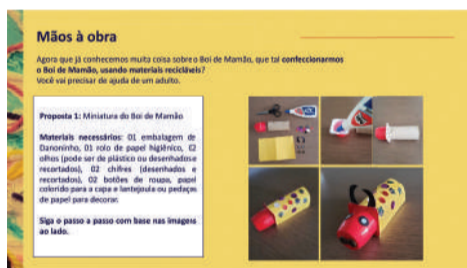 Mãos à obra
Agora que já conhecemos muita coisa sobre o Boi de Mamão, que tal confeccionarmos
o Boi de Mamão, usando materiais recicláveis?
Você vai precisar de ajuda de um adulto.
Proposta 1: Miniatura do Boi de Mamão
Materiais necessários: 01 embalagem de
Danoninho, 01 rolo de papel higiênico, 02
olhos (pode ser de plástico ou desenhados e
recortados), 02 chifres (desenhados e
recortados), 02 botões de roupa, papel
colorido para a capa e lantejoula ou pedaços
de papel para decorar.
Siga o passo a passo com base nas imagens
ao lado.